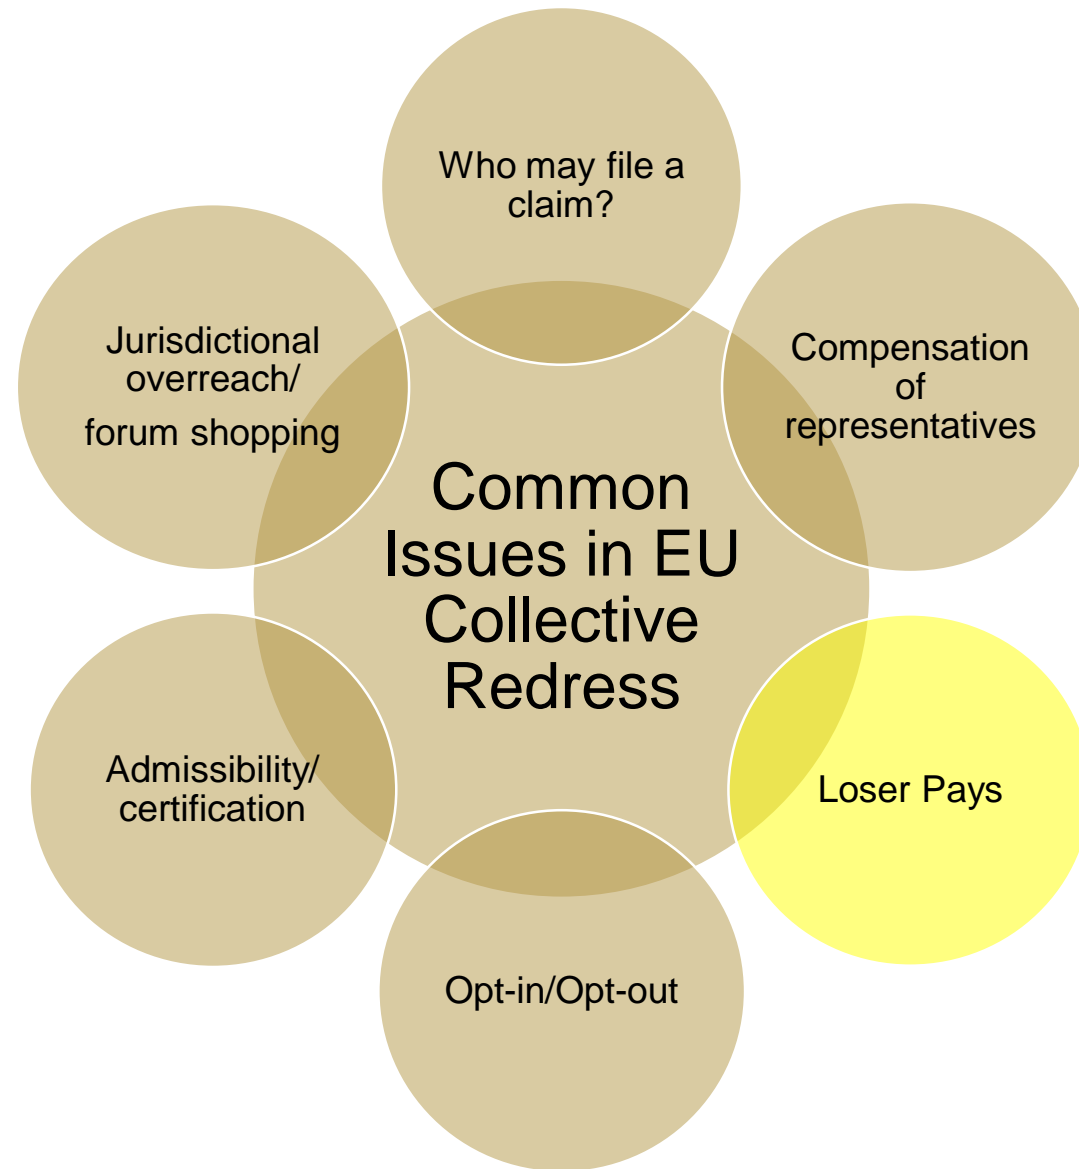 Who may file a
claim?
Jurisdictional
overreach/
forum shopping
Compensation
of
representatives
Common
Issues in EU
Collective
Redress
Admissibility/
certification
Loser Pays
Opt-in/Opt-out